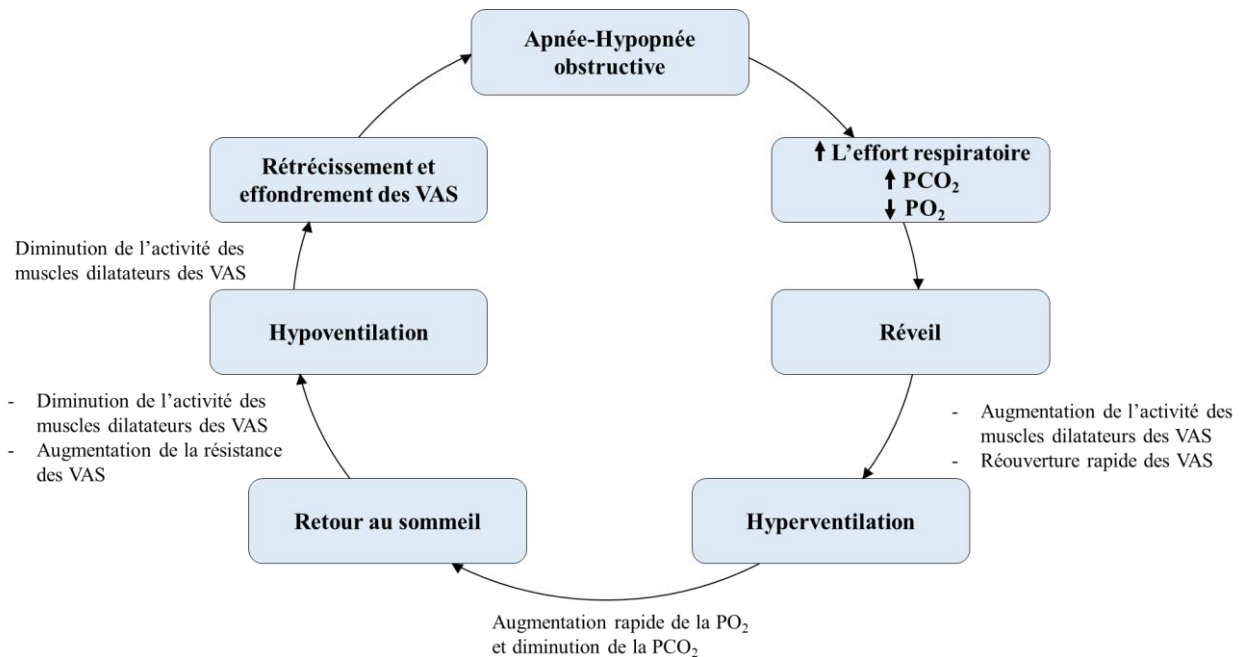 Apnée-Hypopnée
obstructive
↑ L’effort respiratoire
↑ PCO₂
↓ PO₂
Réveil
- Augmentation de l’activité des
muscles dilatateurs des VAS
- Réouverture rapide des VAS
Hyperventilation
Augmentation rapide de la PO₂
et diminution de la PCO₂
Retour au sommeil
- Diminution de l’activité des
muscles dilatateurs des VAS
- Augmentation de la résistance
des VAS
Hypoventilation
Diminution de l’activité des
muscles dilatateurs des VAS
Rétrécissement et
effondrement des VAS